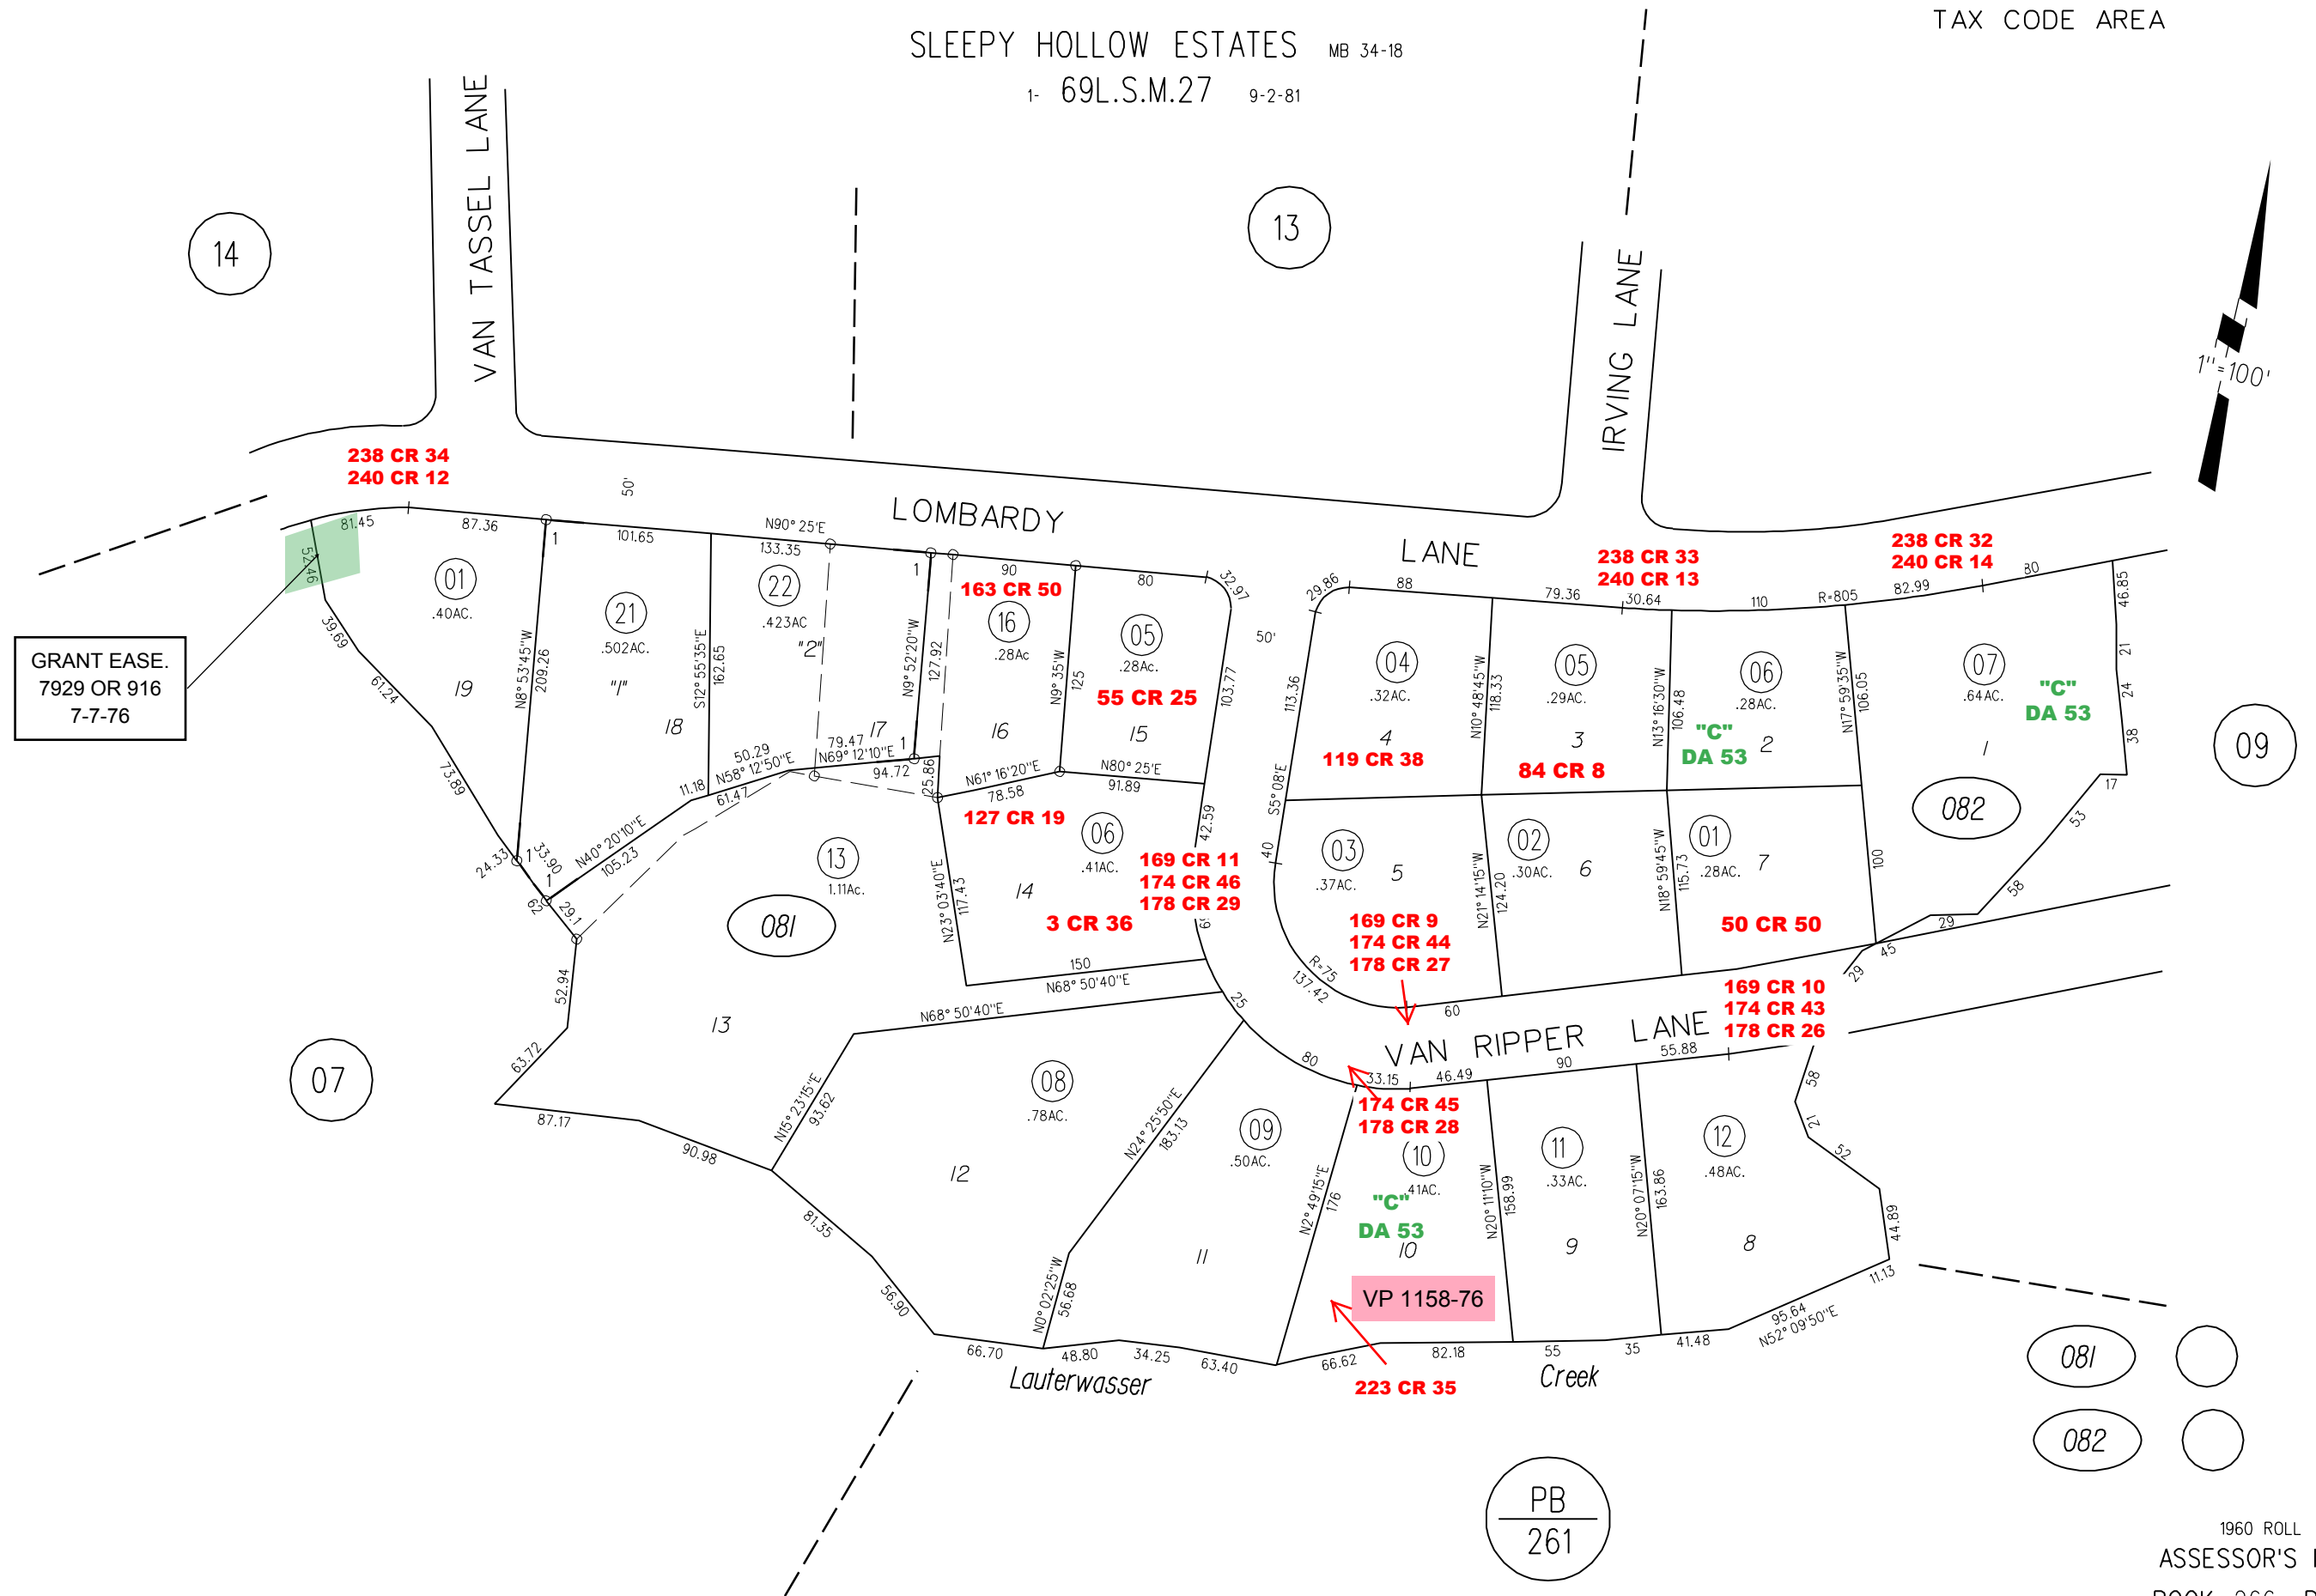 TAX CODE AREA
SLEEPY HOLLOW ESTATES MB 34-18
1- 69L.S.M.27 9-2-81
VAN TASSEL LANE
IRVING LANE
14
13
1"=100'
238 CR 34
240 CR 12
50'
LOMBARDY
LANE
N90° 25'E
81.45
87.36
101.65
133.35
90
80
32.97
29.86
88
79.36
30.64
110
R=805
82.99
80
238 CR 33
240 CR 13
238 CR 32
240 CR 14
163 CR 50
52.46
GRANT EASE.
7929 OR 916
7-7-76
39.69
61.24
73.89
24.33
01
.40AC.
19
N8° 53'45"W
209.26
1
21
.502AC.
"1"
18
S12° 55'35"E
162.65
22
.423AC
"2"
17
1
N9° 52'20"W
127.92
16
.28Ac
16
N9° 35'W
125
05
.28Ac.
55 CR 25
15
103.77
50'
113.36
04
.32AC.
4
119 CR 38
N10° 48'45"W
118.33
05
.29AC.
3
84 CR 8
N13° 16'30"W
106.48
06
.28AC.
"C"
DA 53
2
N17° 59'35"W
106.05
07
.64AC.
"C"
DA 53
1
46.85
21
24
38
17
53
58
29
45
29
082
09
1
33.90
1
62
29.1
N40° 20'10"E
105.23
11.18
50.29
N58° 12'50"E
61.47
79.47
N69° 12'10"E
94.72
1
25.86
N61° 16'20"E
78.58
N80° 25'E
91.89
127 CR 19
42.59
S5° 08'E
40
13
1.11Ac.
081
13
N23° 03'40"E
117.43
06
.41AC.
14
3 CR 36
169 CR 11
174 CR 46
178 CR 29
150
N68° 50'40"E
N68° 50'40"E
03
.37AC.
5
169 CR 9
174 CR 44
178 CR 27
R=75
137.42
N21° 14'15"W
124.20
02
.30AC.
6
N18° 59'45"W
115.73
01
.28AC.
7
50 CR 50
100
60
VAN RIPPER LANE
169 CR 10
174 CR 43
178 CR 26
25
80
33.15
46.49
90
55.88
52.94
63.72
87.17
90.98
07
N15° 23'15"E
93.62
08
.78AC.
12
N24° 25'50"E
183.13
09
.50AC.
11
N2° 49'15"E
176
174 CR 45
178 CR 28
10
.41AC.
"C"
DA 53
10
VP 1158-76
N20° 11'10"W
158.99
11
.33AC.
9
N20° 07'15"W
163.86
12
.48AC.
8
58
21
52
44.89
11.13
95.64
N52° 09'50"E
81.35
56.90
N0° 02'25"W
56.68
66.70
48.80
34.25
63.40
66.62
82.18
55
35
41.48
Lauterwasser
Creek
223 CR 35
081
082
PB
261
1960 ROLL
ASSESSOR'S